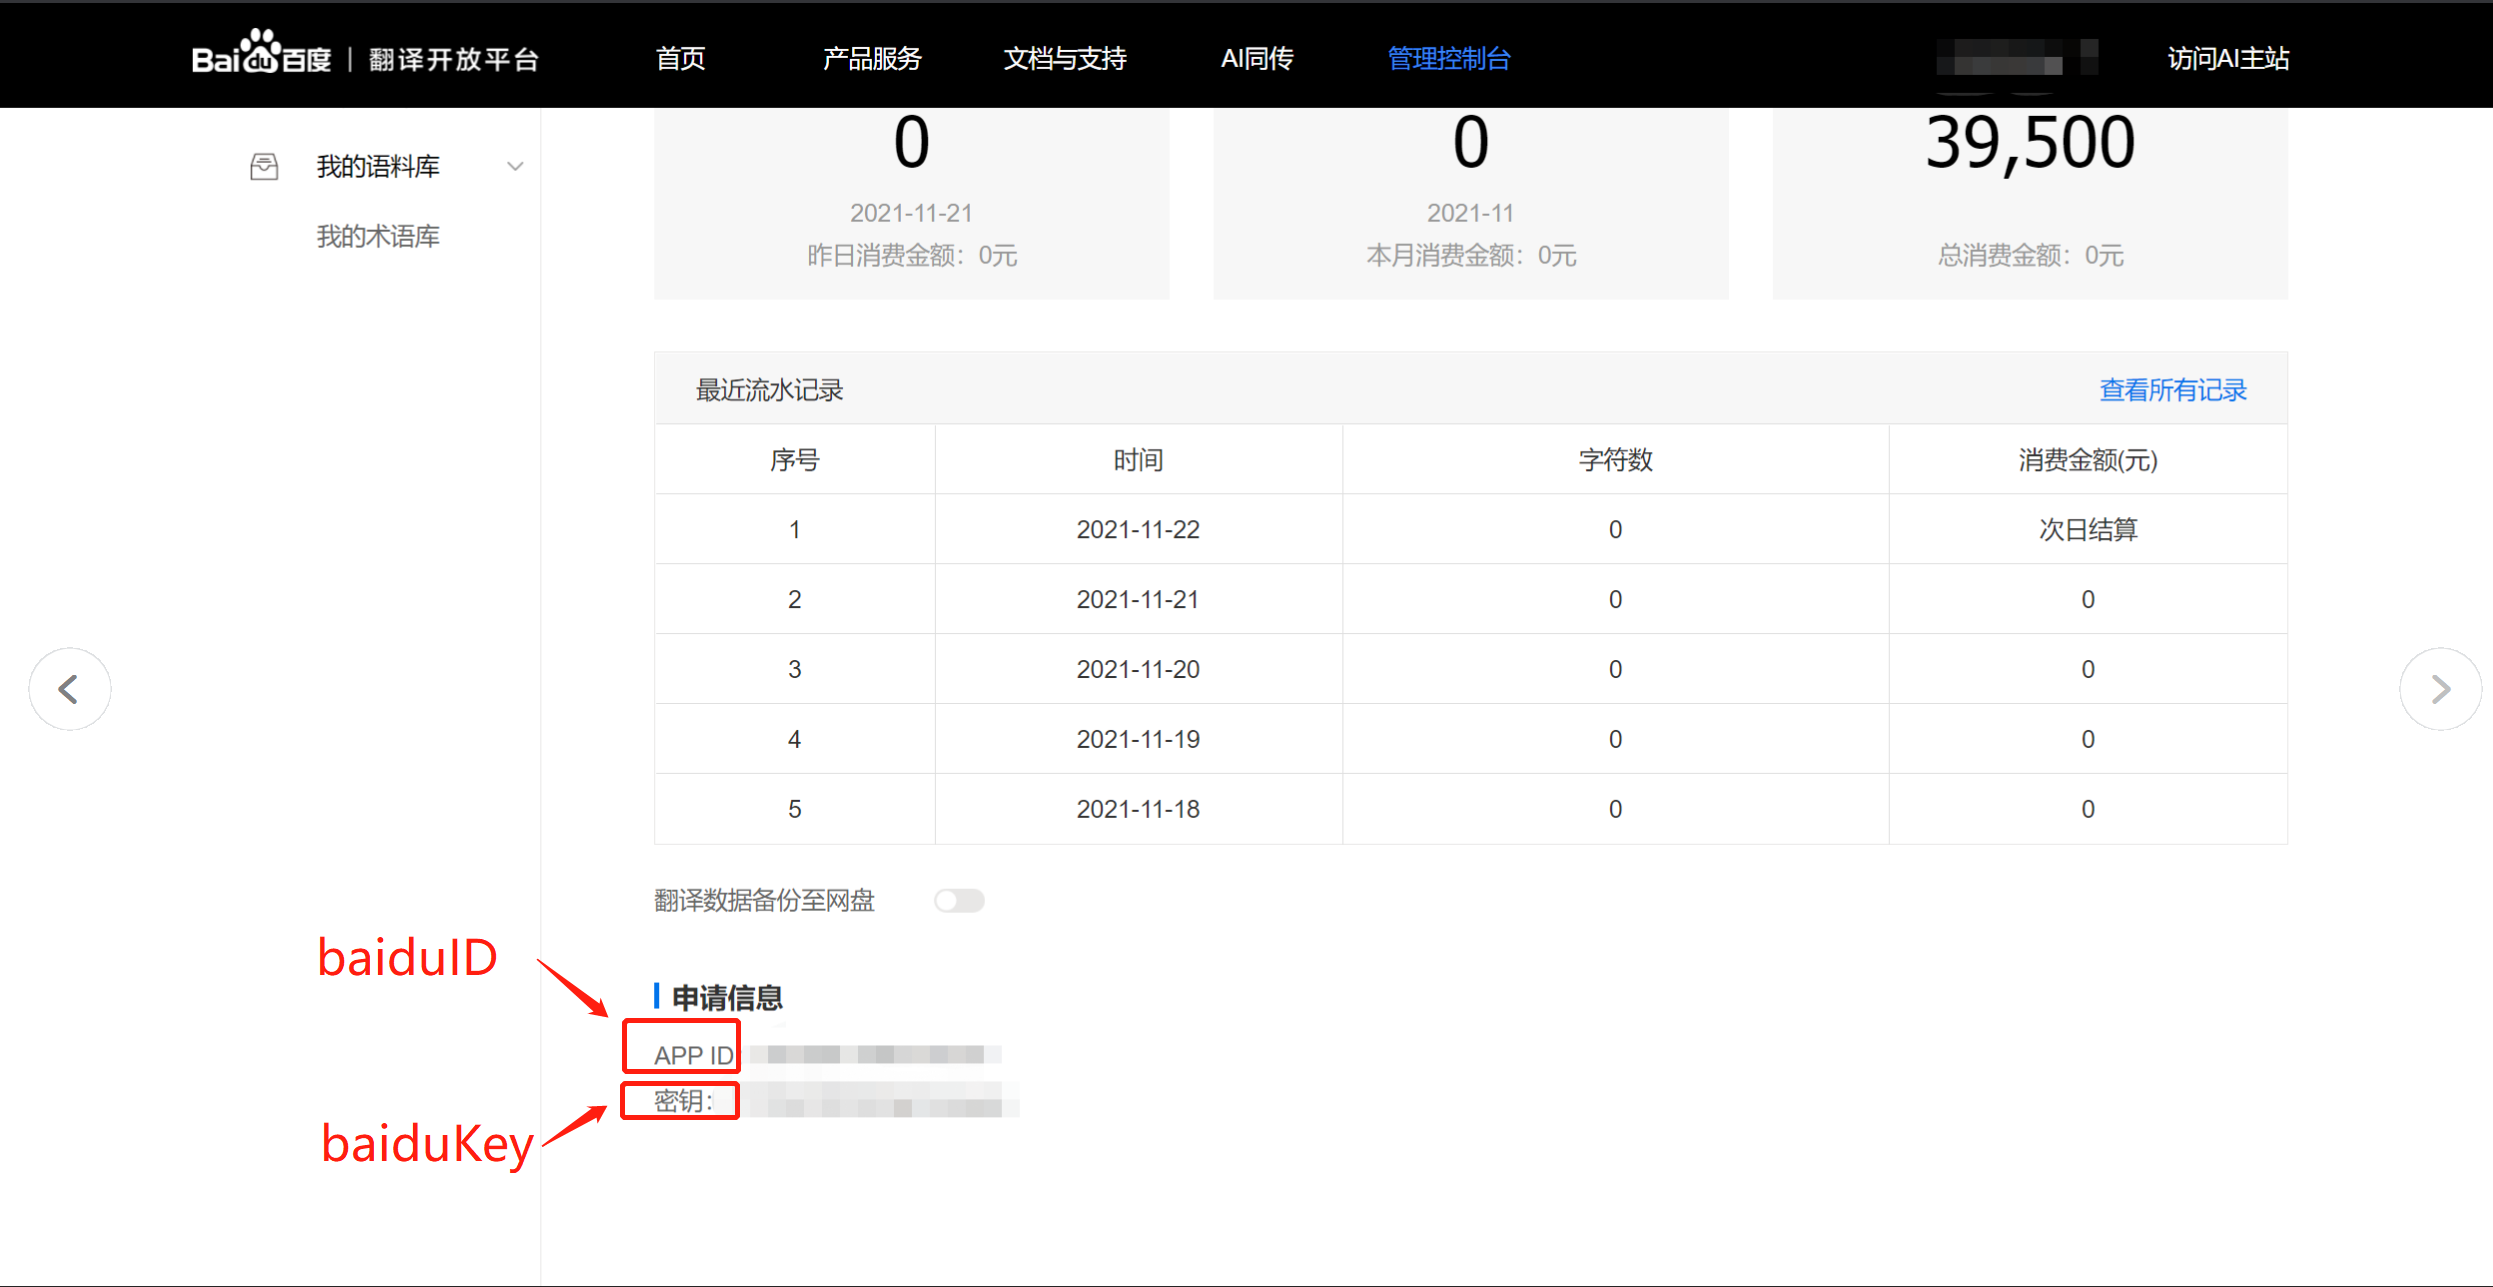 Bai du 百度 | 翻译开放平台 首页 产品服务 文档与支持 AI同传 管理控制台 访问AI主站
我的语料库
我的术语库
0 0 39,500
2021-11-21 2021-11
昨日消费金额：0元 本月消费金额：0元 总消费金额：0元
最近流水记录 查看所有记录
序号 时间 字符数 消费金额(元)
1 2021-11-22 0 次日结算
2 2021-11-21 0 0
3 2021-11-20 0 0
4 2021-11-19 0 0
5 2021-11-18 0 0
翻译数据备份至网盘
baiduID
申请信息
APP ID
密钥：
baiduKey